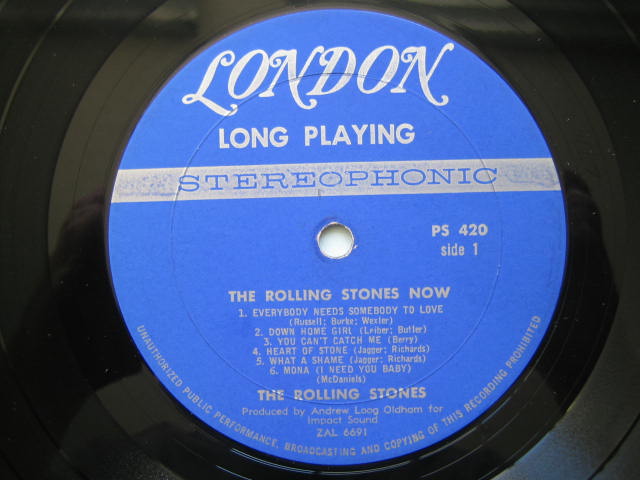 LONDON
LONG PLAYING
STEREOPHONIC
PS 420
side 1
THE ROLLING STONES NOW
1. EVERYBODY NEEDS SOMEBODY TO LOVE
(Russell; Burke; Wexler)
2. DOWN HOME GIRL (Leiber; Butler)
3. YOU CAN'T CATCH ME (Berry)
4. HEART OF STONE (Jagger; Richards)
5. WHAT A SHAME (Jagger; Richards)
6. MONA (I NEED YOU BABY)
(McDaniels)
THE ROLLING STONES
Produced by Andrew Loog Oldham for
Impact Sound
ZAL 6691
UNAUTHORIZED PUBLIC PERFORMANCE, BROADCASTING AND COPYING OF THIS RECORDING PROHIBITED